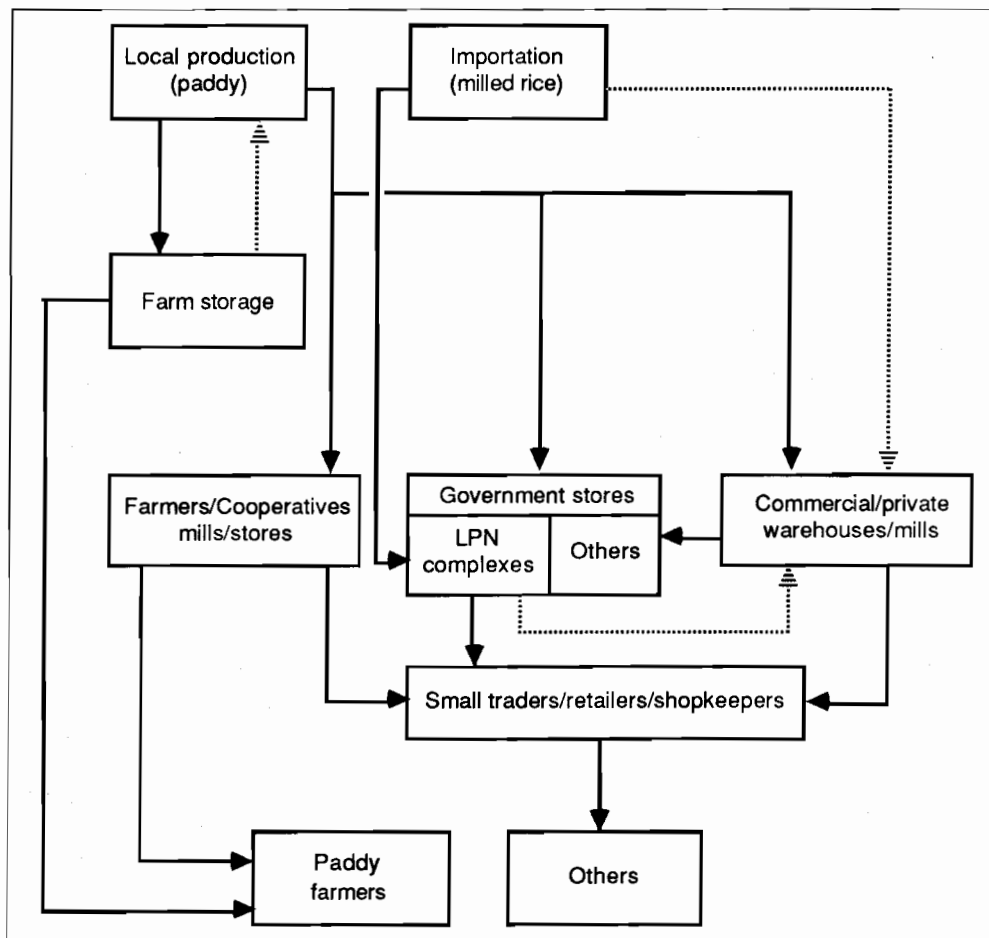 Local production
(paddy)
Importation
(milled rice)
Farm storage
Farmers/Cooperatives
mills/stores
Government stores
LPN
complexes
Others
Commercial/private
warehouses/mills
Small traders/retailers/shopkeepers
Paddy
farmers
Others